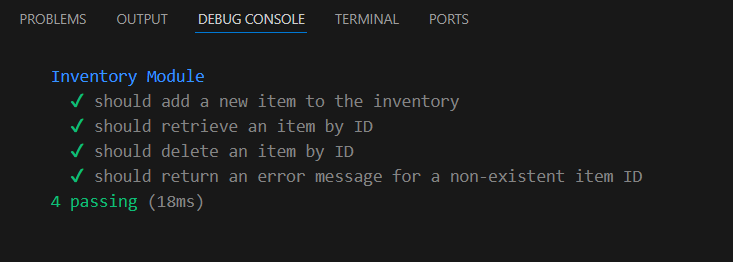 PROBLEMS OUTPUT DEBUG CONSOLE TERMINAL PORTS
Inventory Module
✓ should add a new item to the inventory
✓ should retrieve an item by ID
✓ should delete an item by ID
✓ should return an error message for a non-existent item ID
4 passing (18ms)